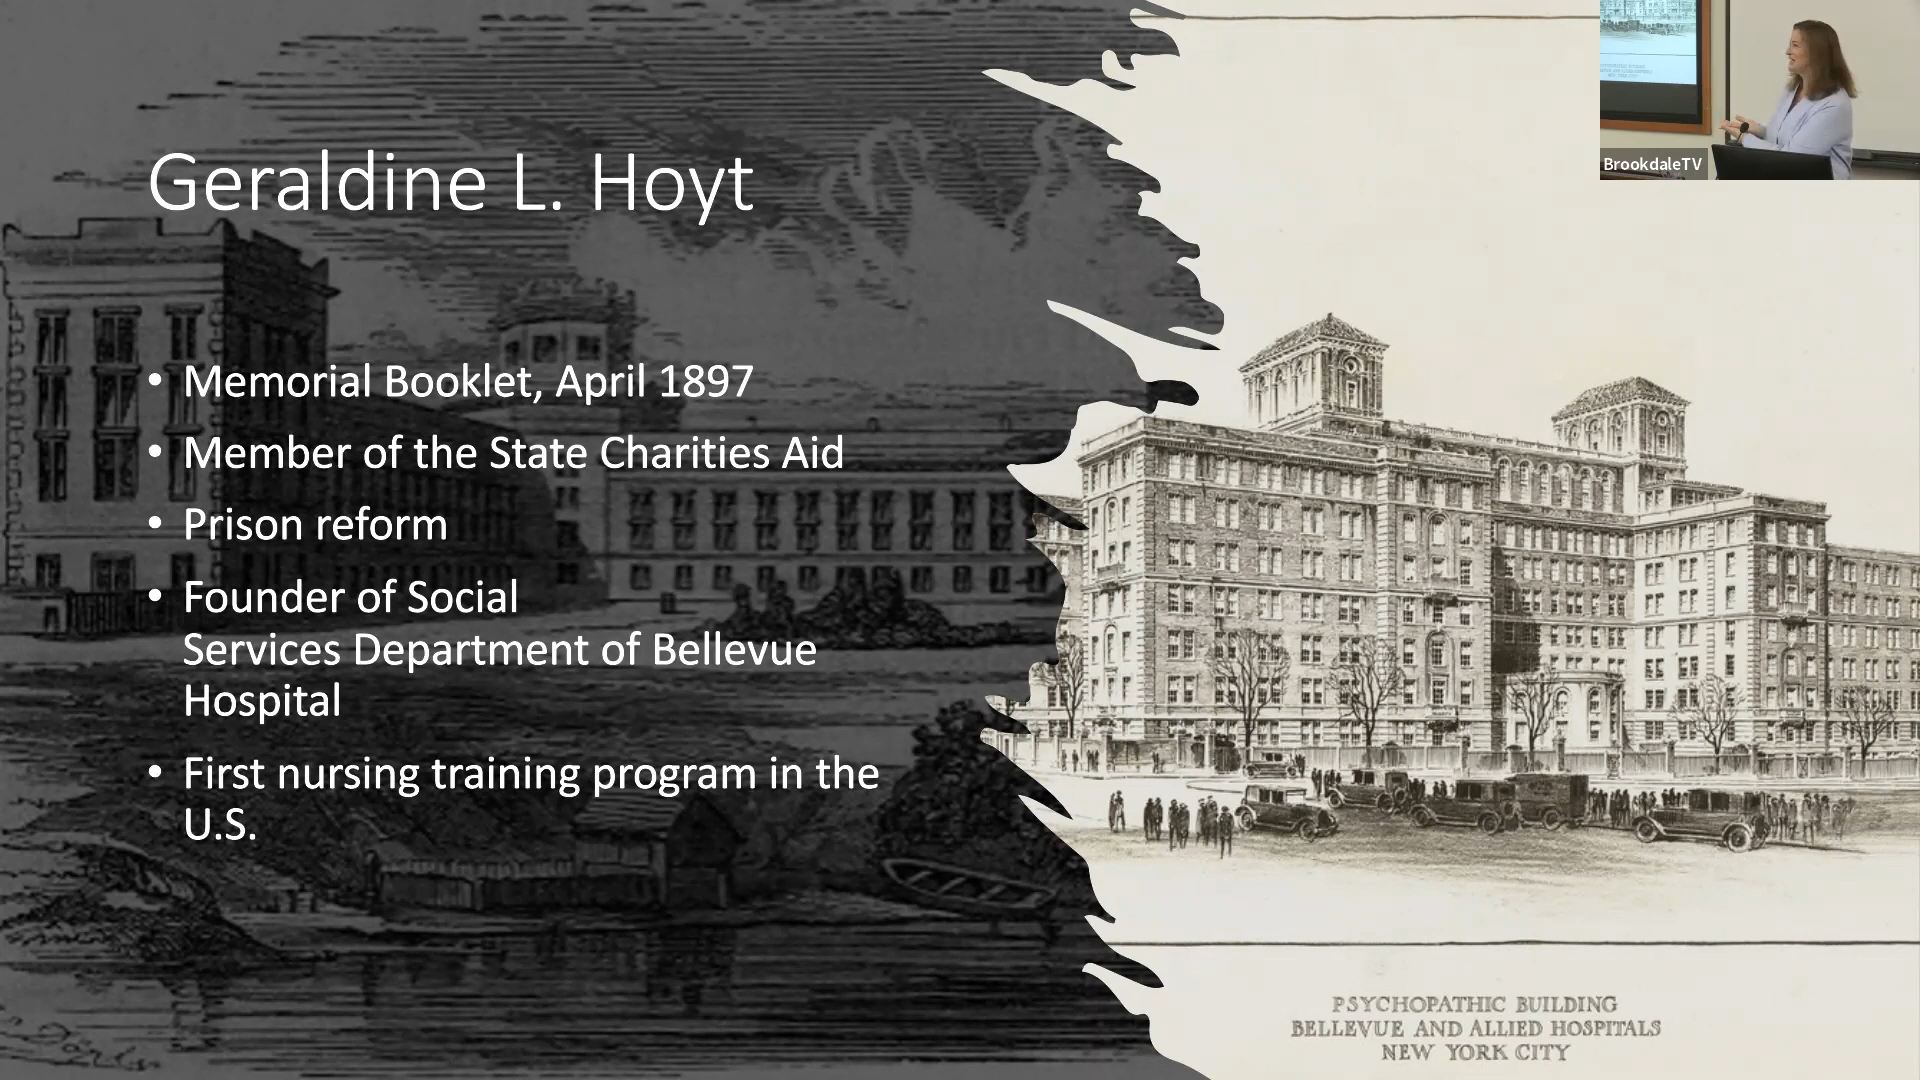 Geraldine L. Hoyt
• Memorial Booklet, April 1897
• Member of the State Charities Aid
• Prison reform
• Founder of Social
Services Department of Bellevue
Hospital
• First nursing training program in the
U.S.
BrookdaleTV
PSYCHOPATHIC BUILDING
BELLEVUE AND ALLIED HOSPITALS
NEW YORK CITY